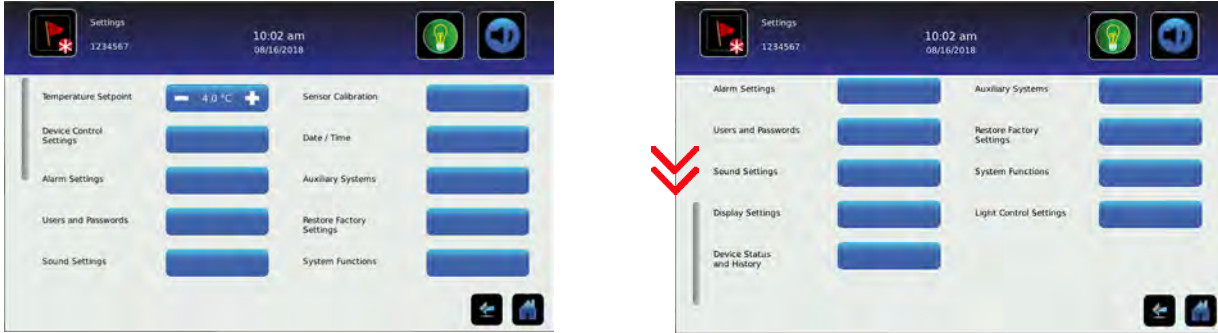 Settings
1234567
10:02 am
08/16/2018
Temperature Setpoint
4.0 °C
Sensor Calibration
Device Control
Settings
Date / Time
Alarm Settings
Auxiliary Systems
Users and Passwords
Restore Factory
Settings
Sound Settings
System Functions
Settings
1234567
10:02 am
08/16/2018
Alarm Settings
Auxiliary Systems
Users and Passwords
Restore Factory
Settings
Sound Settings
System Functions
Display Settings
Light Control Settings
Device Status
and History